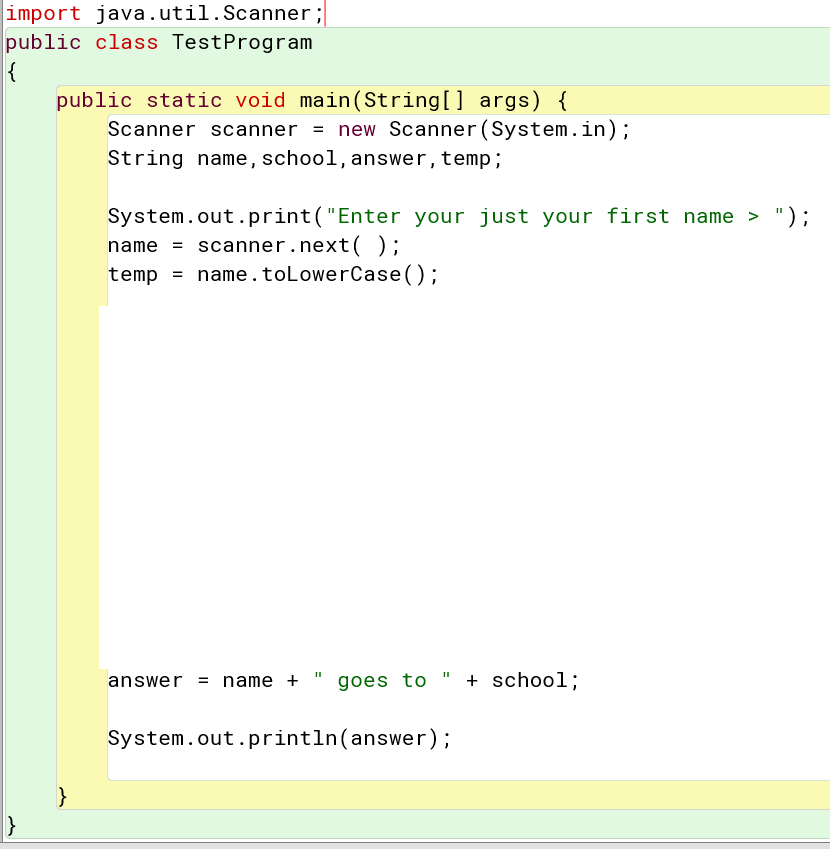 import java.util.Scanner;
public class TestProgram
{
public static void main(String[] args) {
Scanner scanner = new Scanner(System.in);
String name,school,answer,temp;
System.out.print("Enter your just your first name > ");
name = scanner.next( );
temp = name.toLowerCase();
answer = name + " goes to " + school;
System.out.println(answer);
}
}